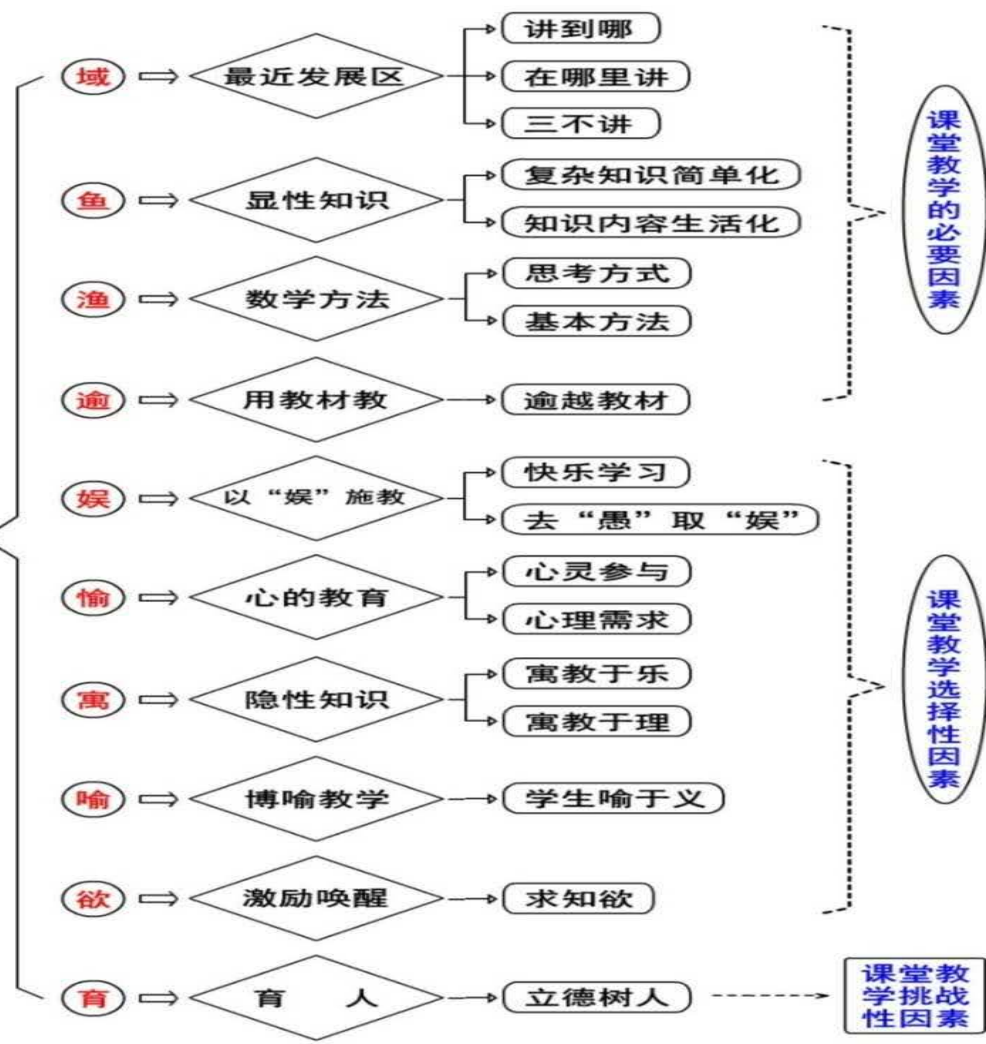 域
最近发展区
讲到哪
在哪里讲
三不讲
鱼
显性知识
复杂知识简单化
知识内容生活化
渔
数学方法
思考方式
基本方法
逾
用教材教
逾越教材
课堂教学的必要因素
娱
以“娱”施教
快乐学习
去“愚”取“娱”
愉
心的教育
心灵参与
心理需求
寓
隐性知识
寓教于乐
寓教于理
喻
博喻教学
学生喻于义
欲
激励唤醒
求知欲
课堂教学选择性因素
育
育 人
立德树人
课堂教
学挑战
性因素